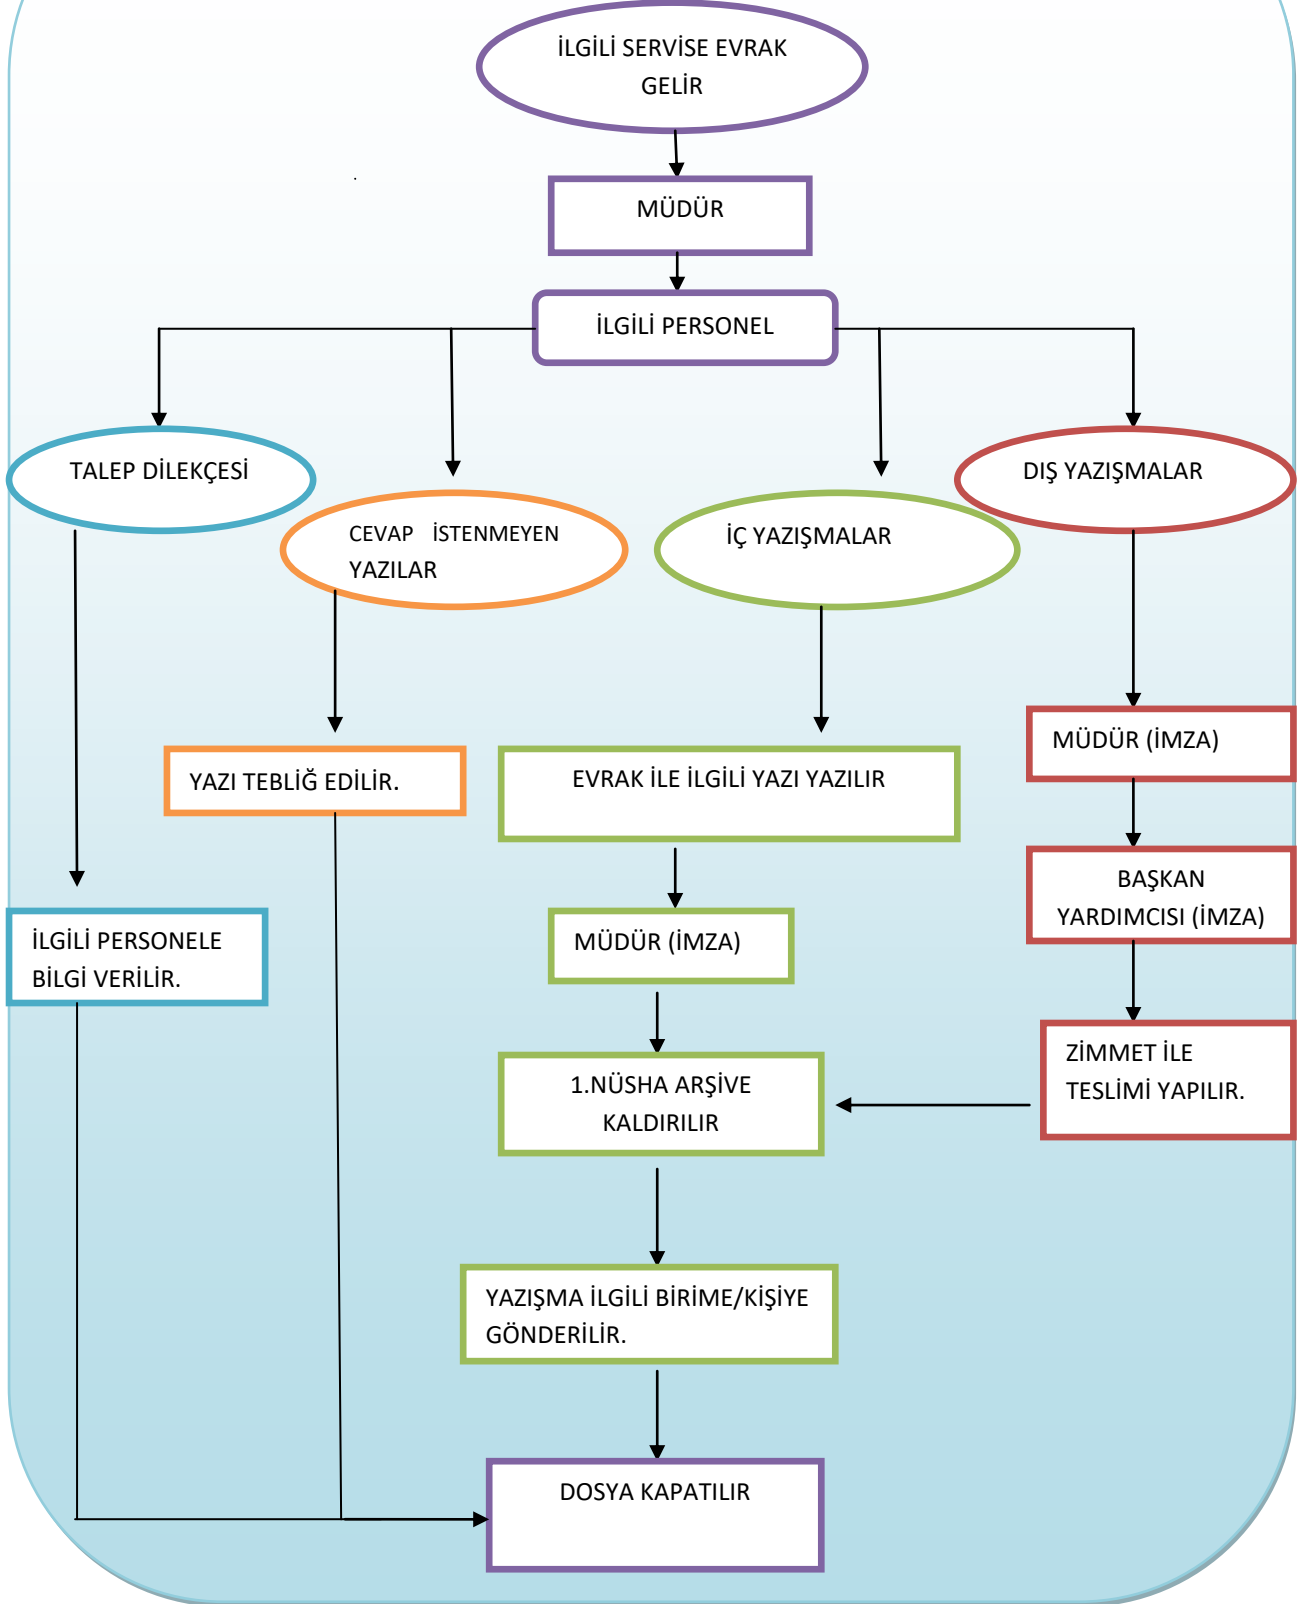 İLGİLİ SERVİSE EVRAK
GELİR
MÜDÜR
İLGİLİ PERSONEL
TALEP DİLEKÇESİ
DIŞ YAZIŞMALAR
CEVAP İSTENMEYEN
YAZILAR
İÇ YAZIŞMALAR
MÜDÜR (İMZA)
YAZI TEBLİĞ EDİLİR.
EVRAK İLE İLGİLİ YAZI YAZILIR
BAŞKAN
YARDIMCISI (İMZA)
İLGİLİ PERSONELE
BİLGİ VERİLİR.
MÜDÜR (İMZA)
ZİMMET İLE
TESLİMİ YAPILIR.
1.NÜSHA ARŞİVE
KALDIRILIR
YAZIŞMA İLGİLİ BİRİME/KİŞİYE
GÖNDERİLİR.
DOSYA KAPATILIR